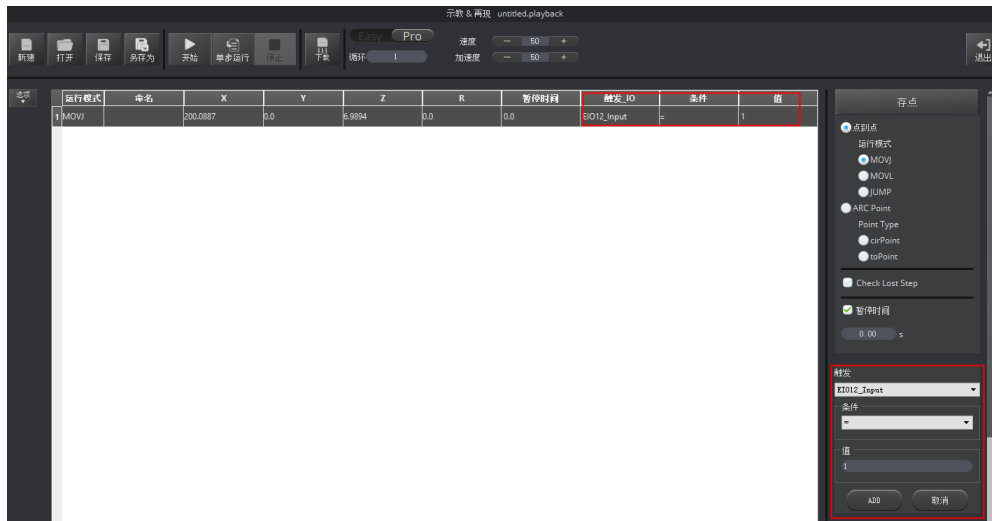 示教 & 再现 untitled.playback
Easy Pro
速度 — 50 +
新建 打开 保存 另存为 开始 单步运行 停止 下载 循环 1 加速度 — 50 +
退出
选项
运行模式 命名 X Y Z R 暂停时间 触发_IO 条件 值
1 MOVJ 200.0887 0.0 6.9894 0.0 0.0 EIO12_Input = 1
存点
点到点
运行模式
MOVJ
MOVL
JUMP
ARC Point
Point Type
cirPoint
toPoint
Check Lost Step
暂停时间
0.00 s
触发
EIO12_Input
条件
=
值
1
ADD 取消